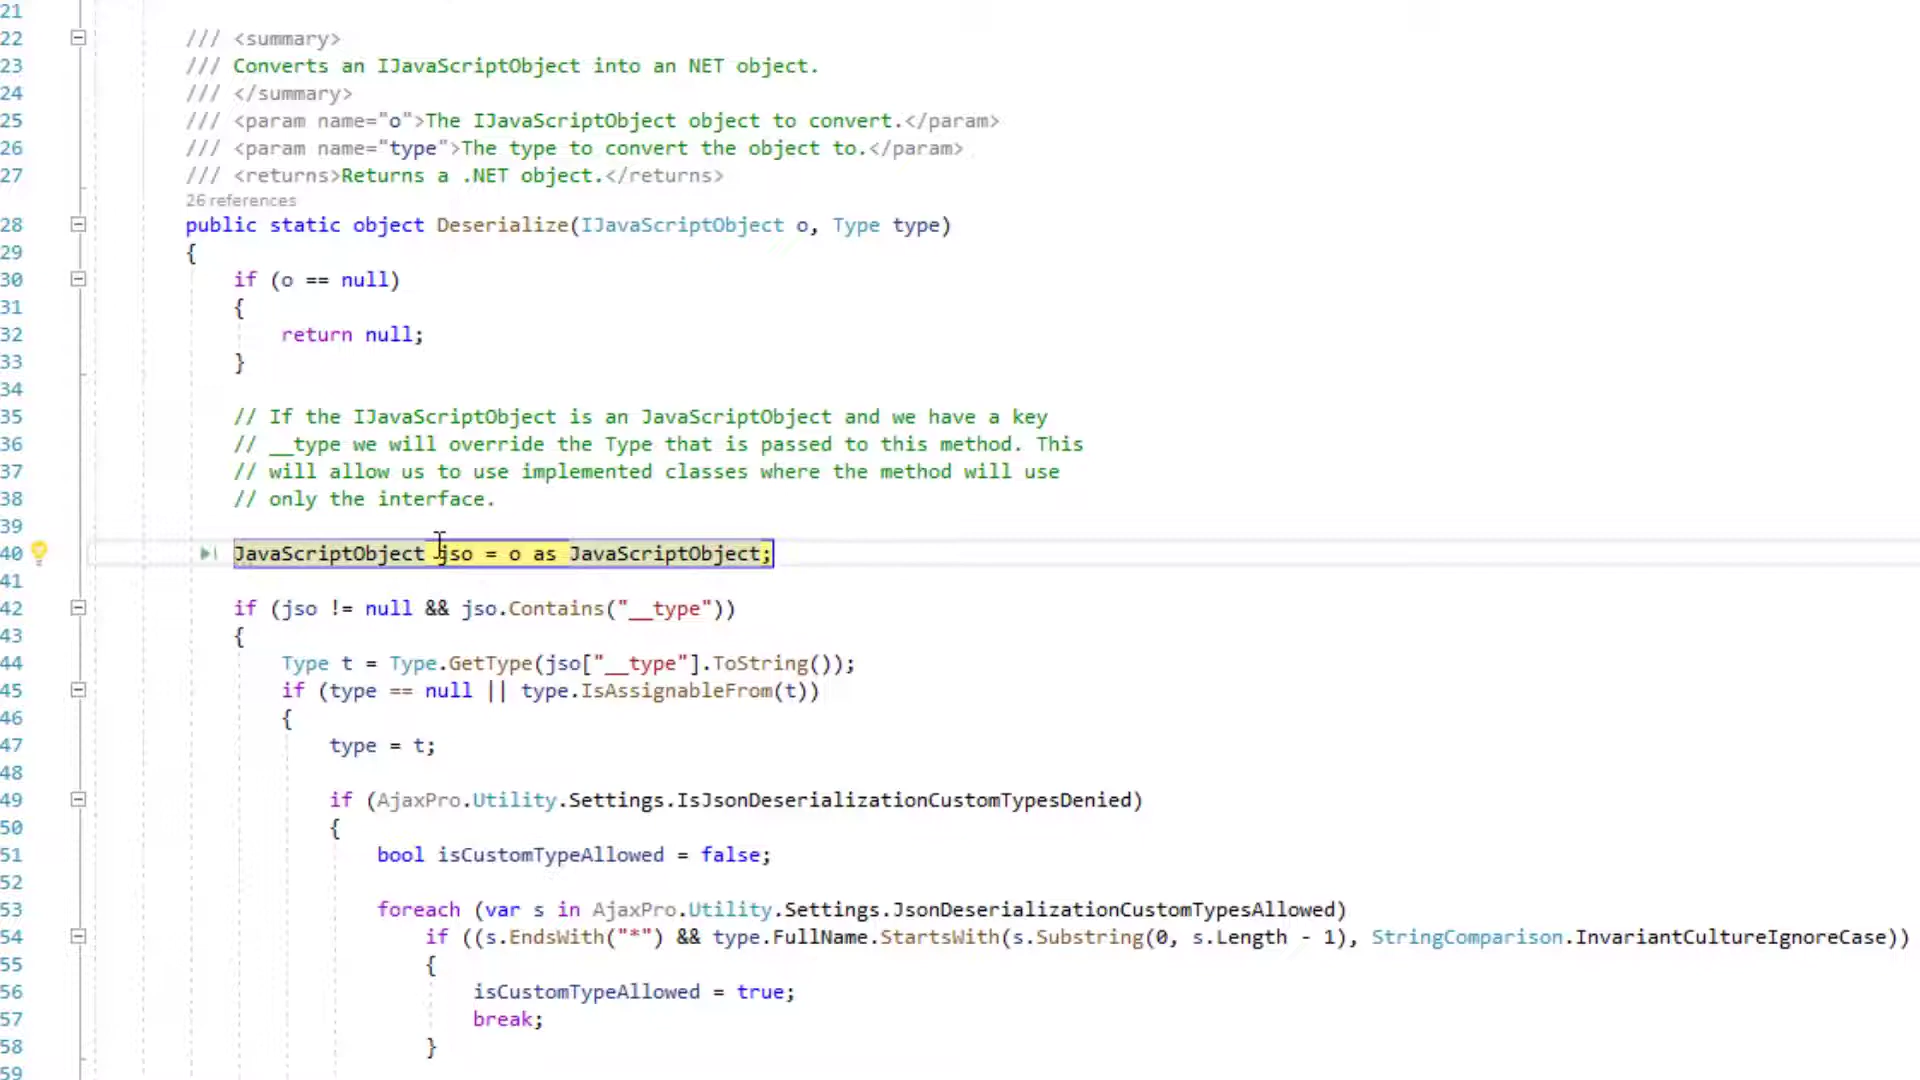 21
22 /// <summary>
23 /// Converts an IJavaScriptObject into an NET object.
24 /// </summary>
25 /// <param name="o">The IJavaScriptObject object to convert.</param>
26 /// <param name="type">The type to convert the object to.</param>
27 /// <returns>Returns a .NET object.</returns>
26 references
28 public static object Deserialize(IJavaScriptObject o, Type type)
29 {
30 if (o == null)
31 {
32 return null;
33 }
34
35 // If the IJavaScriptObject is an JavaScriptObject and we have a key
36 // __type we will override the Type that is passed to this method. This
37 // will allow us to use implemented classes where the method will use
38 // only the interface.
39
40 JavaScriptObject jso = o as JavaScriptObject;
41
42 if (jso != null && jso.Contains("__type"))
43 {
44 Type t = Type.GetType(jso["__type"].ToString());
45 if (type == null || type.IsAssignableFrom(t))
46 {
47 type = t;
48
49 if (AjaxPro.Utility.Settings.IsJsonDeserializationCustomTypesDenied)
50 {
51 bool isCustomTypeAllowed = false;
52
53 foreach (var s in AjaxPro.Utility.Settings.JsonDeserializationCustomTypesAllowed)
54 if ((s.EndsWith("*") && type.FullName.StartsWith(s.Substring(0, s.Length - 1), StringComparison.InvariantCultureIgnoreCase))
55 {
56 isCustomTypeAllowed = true;
57 break;
58 }
59